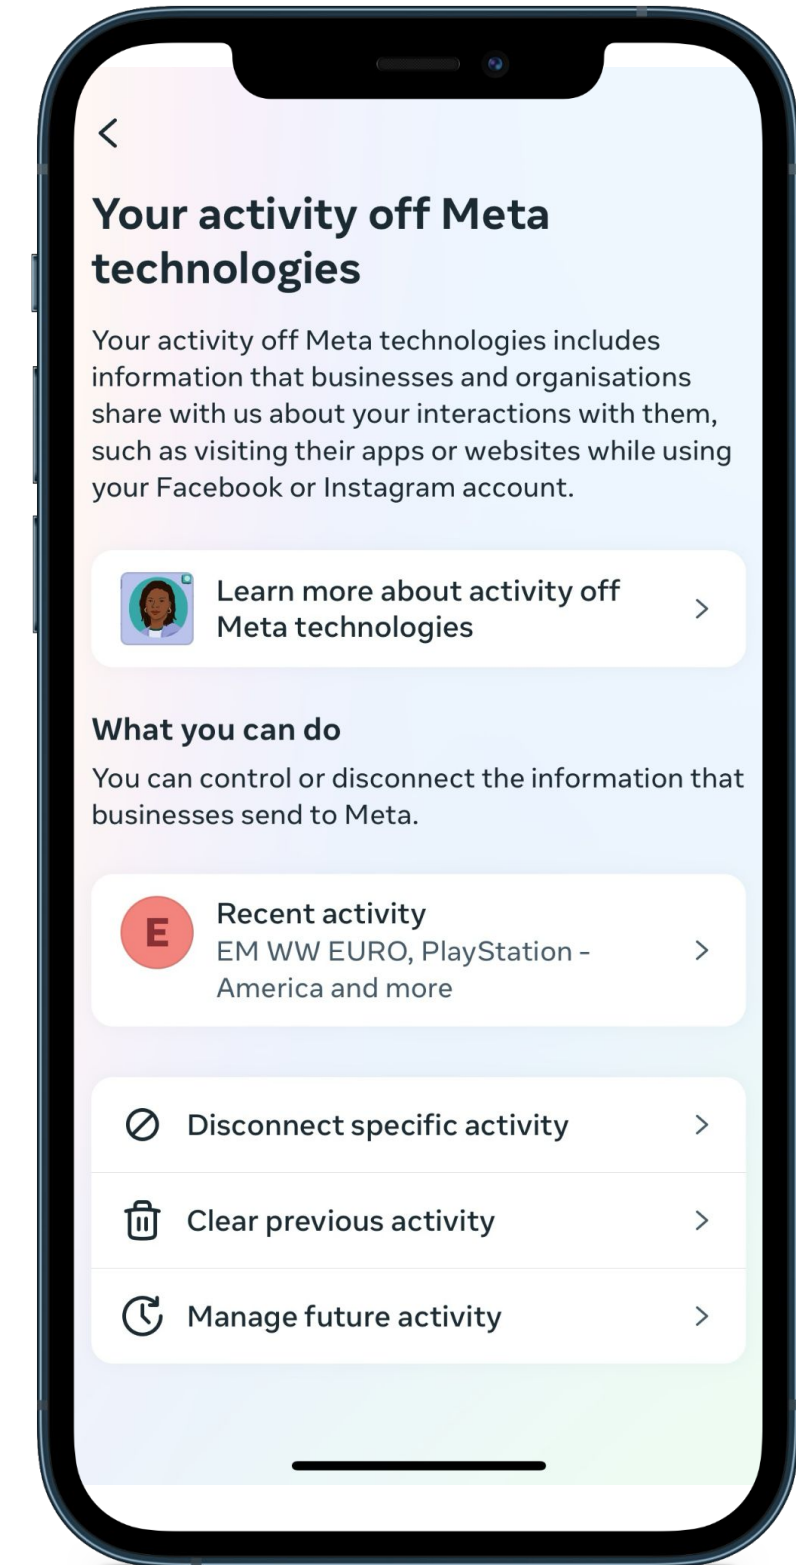 Your activity off Meta
technologies
Your activity off Meta technologies includes
information that businesses and organisations
share with us about your interactions with them,
such as visiting their apps or websites while using
your Facebook or Instagram account.
Learn more about activity off
Meta technologies
What you can do
You can control or disconnect the information that
businesses send to Meta.
E
Recent activity
EM WW EURO, PlayStation -
America and more
Disconnect specific activity
Clear previous activity
Manage future activity